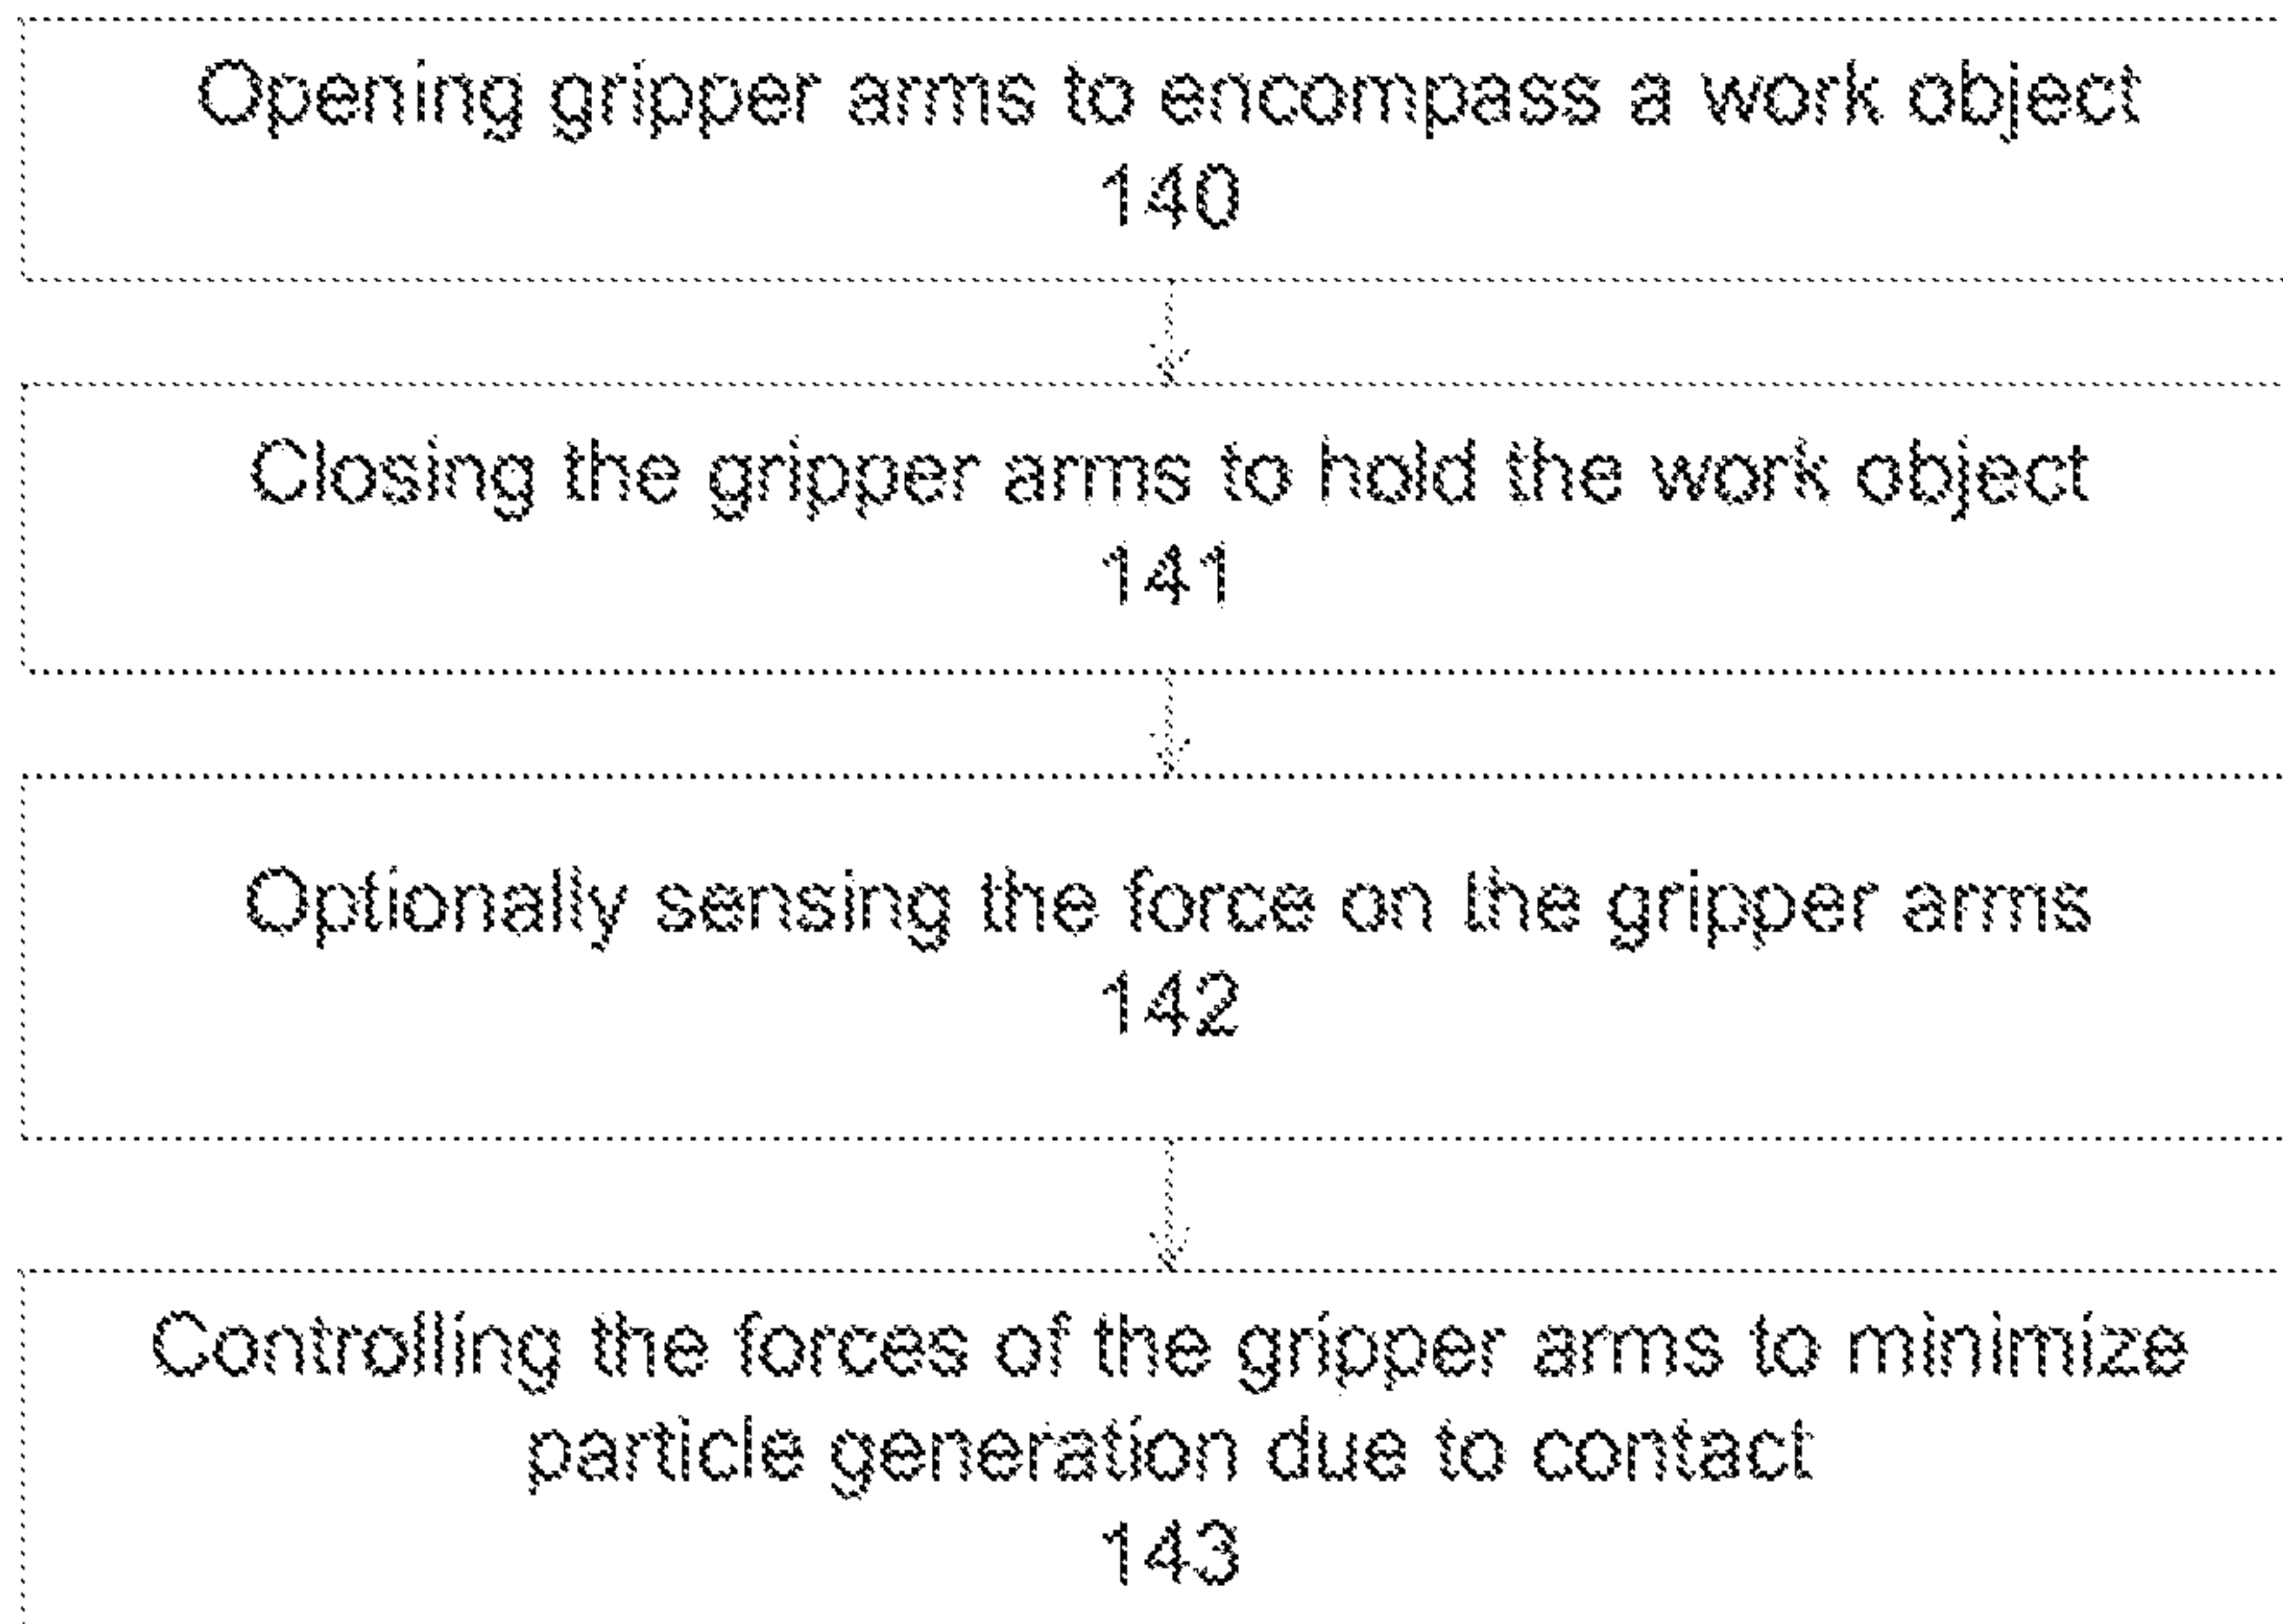 Opening gripper arms to encompass a work object
140
Closing the gripper arms to hold the work object
141
Optionally sensing the force on the gripper arms
142
Controlling the forces of the gripper arms to minimize
particle generation due to contact
143